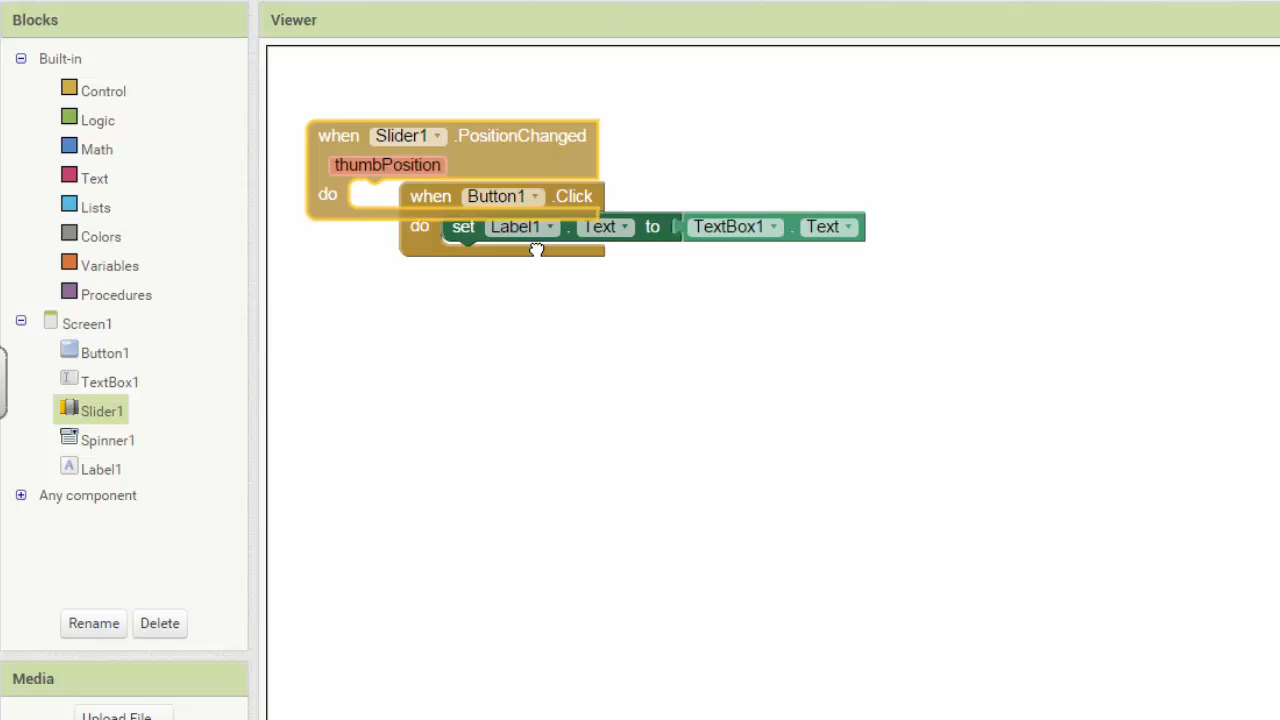 Blocks
Viewer
Built-in
Control
Logic
Math
Text
Lists
Colors
Variables
Procedures
Screen1
Button1
TextBox1
Slider1
Spinner1
Label1
Any component
Rename Delete
Media
Upload File
when Slider1 .PositionChanged
thumbPosition
do
when Button1 .Click
do set Label1 . Text to TextBox1 . Text